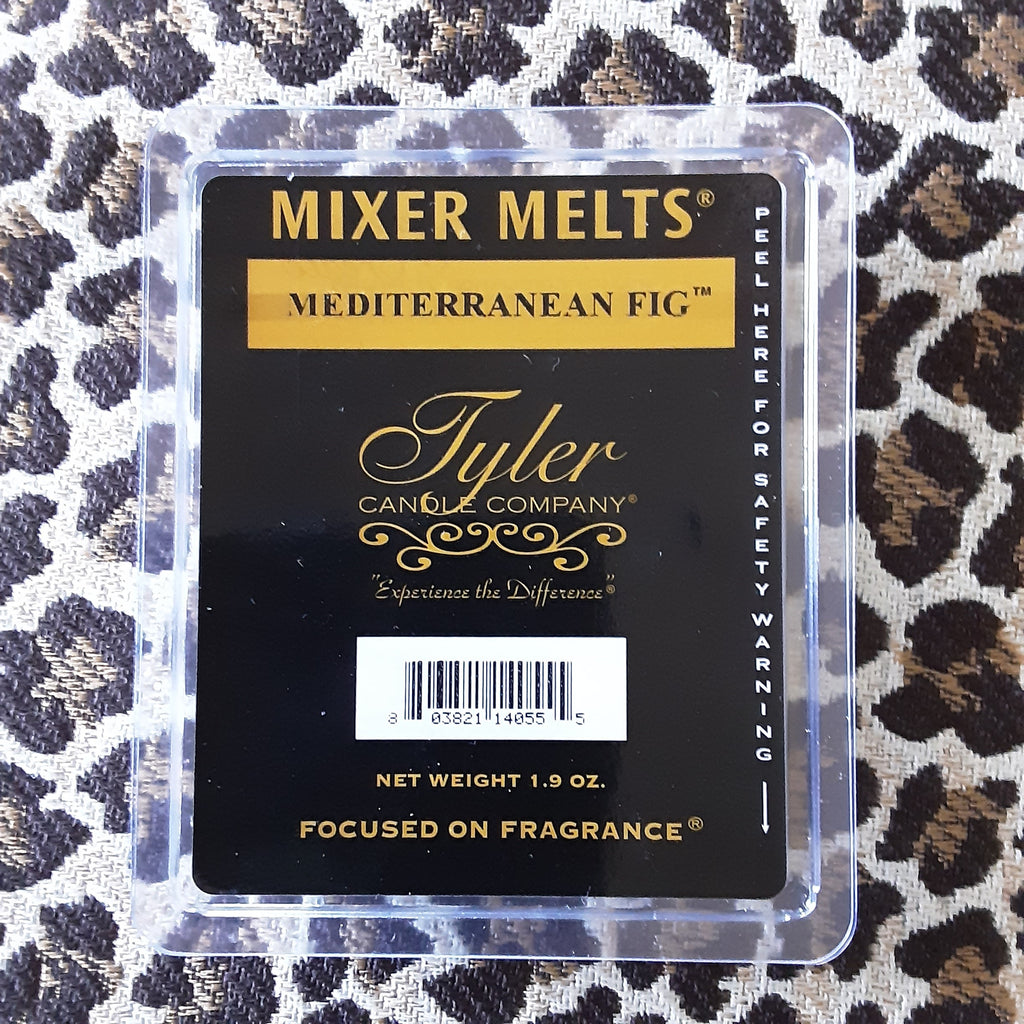 MIXER MELTS®
MEDITERRANEAN FIG™
Tyler
CANDLE COMPANY®
"Experience the Difference"®
8 03821 14055 5
NET WEIGHT 1.9 OZ.
FOCUSED ON FRAGRANCE®
PEEL HERE FOR SAFETY WARNING